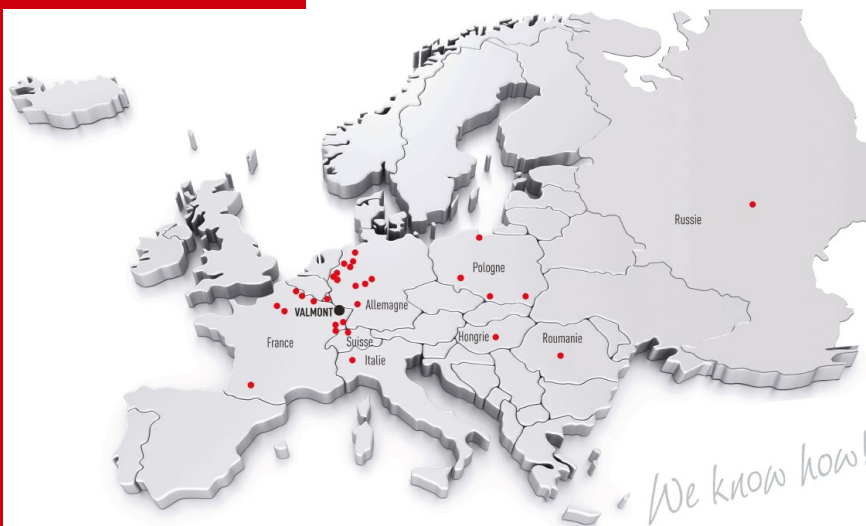 Russie
Pologne
Allemagne
VALMONT
France
Suisse
Hongrie
Roumanie
Italie
We know how!